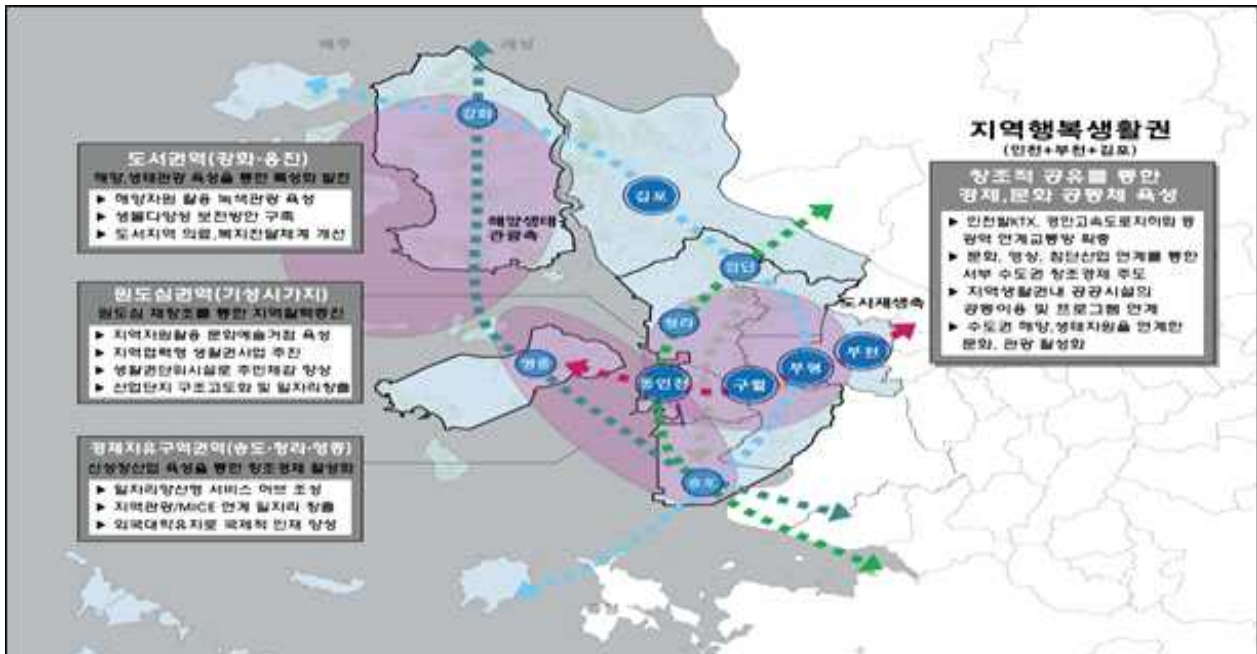 해주
개성
강화
도서권역(강화·옹진)
해양,생태관광 육성을 통한 특성화 발전
▶ 해양자원 활용 녹색관광 육성
▶ 생물다양성 보전방안 구축
▶ 도서지역 의료,복지전달체계 개선
해양생태
관광축
김포
검단
청라
도시재생축
원도심권역(기성시가지)
원도심 재창조를 통한 지역활력증진
▶ 지역자원활용 문화예술거점 육성
▶ 지역협력형 생활권사업 추진
▶ 생활권단위시설로 주민체감 향상
▶ 산업단지 구조고도화 및 일자리창출
영종
동인천
구월
부평
부천
경제자유구역권역(송도·청라·영종)
신성장산업 육성을 통한 창조경제 활성화
▶ 일자리양산형 서비스 허브 조성
▶ 지역관광/MICE 연계 일자리 창출
▶ 외국대학유치로 국제적 인재 양성
송도
지역행복생활권
(인천+부천+김포)
창조적 공유를 통한
경제,문화 공동체 육성
▶ 인천발KTX, 경인고속도로지하화 등
광역 연계교통망 확충
▶ 문화, 영상, 첨단산업 연계를 통한
서부 수도권 창조경제 주도
▶ 지역생활권내 공공시설의
공동이용 및 프로그램 연계
▶ 수도권 해양,생태자원을 연계한
문화, 관광 활성화